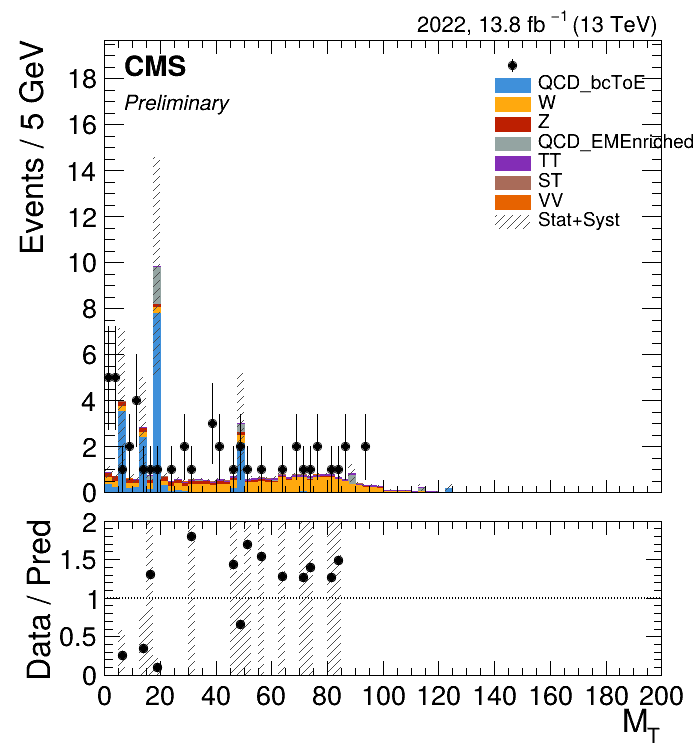 2022, 13.8 fb⁻¹ (13 TeV)
CMS
Preliminary
QCD_bcToE
W
Z
QCD_EMEnriched
TT
ST
VV
Stat+Syst
Events / 5 GeV
18
16
14
12
10
8
6
4
2
0
Data / Pred
2
1.5
1
0.5
0
0 20 40 60 80 100 120 140 160 180 200
M_T